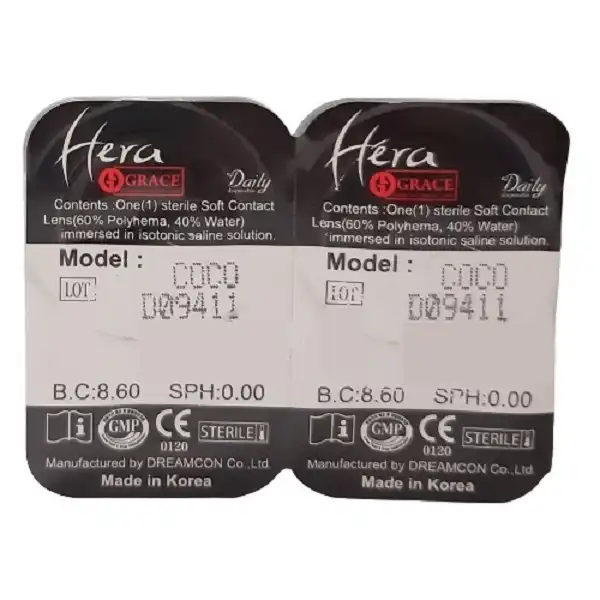 Hera
GRACE
Daily
Contents :One(1) sterile Soft Contact
Lens(60% Polyhema, 40% Water)
immersed in isotonic saline solution.
Model :
COCO
LOT
D09411
B.C:8.60 SPH:0.00
GMP
CE
0120
STERILE
Manufactured by DREAMCON Co.,Ltd
Made in Korea
Hera
GRACE
Daily
Contents :One(1) sterile Soft Contact
Lens(60% Polyhema, 40% Water)
immersed in isotonic saline solution.
Model :
COCO
LOT
D09411
B.C:8.60 SPH:0.00
GMP
CE
0120
STERILE
Manufactured by DREAMCON Co.,Ltd
Made in Korea